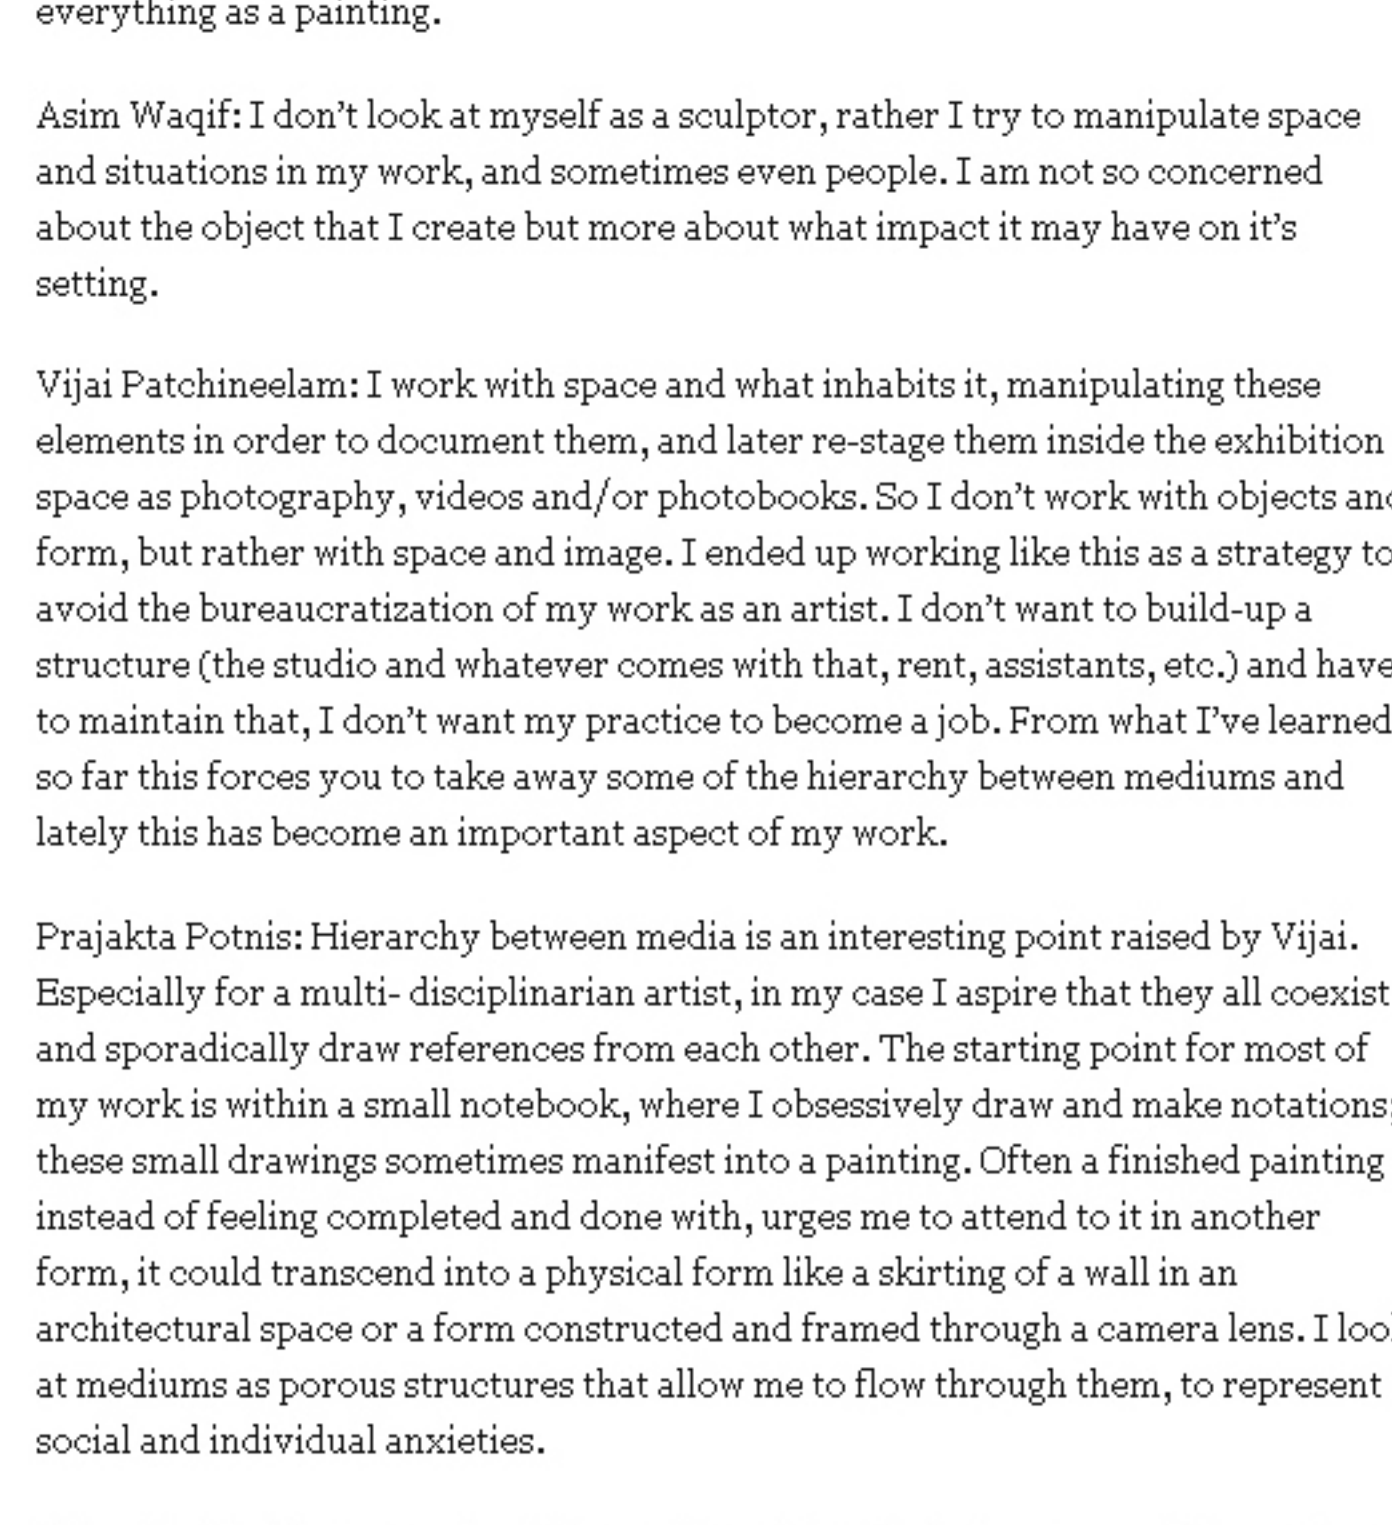 everything as a painting.
Asim Waqif: I don’t look at myself as a sculptor, rather I try to manipulate space
and situations in my work, and sometimes even people. I am not so concerned
about the object that I create but more about what impact it may have on it’s
setting.
Vijai Patchineelam: I work with space and what inhabits it, manipulating these
elements in order to document them, and later re-stage them inside the exhibition
space as photography, videos and/or photobooks. So I don’t work with objects and
form, but rather with space and image. I ended up working like this as a strategy to
avoid the bureaucratization of my work as an artist. I don’t want to build-up a
structure (the studio and whatever comes with that, rent, assistants, etc.) and have
to maintain that, I don’t want my practice to become a job. From what I’ve learned
so far this forces you to take away some of the hierarchy between mediums and
lately this has become an important aspect of my work.
Prajakta Potnis: Hierarchy between media is an interesting point raised by Vijai.
Especially for a multi- disciplinarian artist, in my case I aspire that they all coexist
and sporadically draw references from each other. The starting point for most of
my work is within a small notebook, where I obsessively draw and make notations;
these small drawings sometimes manifest into a painting. Often a finished painting
instead of feeling completed and done with, urges me to attend to it in another
form, it could transcend into a physical form like a skirting of a wall in an
architectural space or a form constructed and framed through a camera lens. I loo
at mediums as porous structures that allow me to flow through them, to represent
social and individual anxieties.